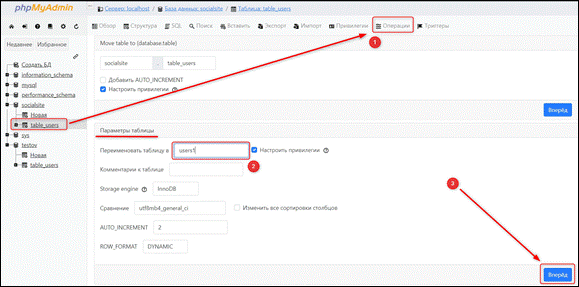 phpMyAdmin
Сервер: localhost » База данных: socialsite » Таблица: table_users
Обзор Структура SQL Поиск Вставить Экспорт Импорт Привилегии Операции Триггеры
Недавнее Избранное
Создать БД
information_schema
mysql
performance_schema
socialsite
Новая
table_users
sys
testov
Новая
table_users
Move table to (database.table)
socialsite . table_users
Добавить AUTO_INCREMENT
Настроить привилегии
1
Вперёд
Параметры таблицы
Переименовать таблицу в users1 Настроить привилегии
2
Комментарии к таблице
Storage engine InnoDB
3
Сравнение utf8mb4_general_ci Изменить все сортировки столбцов
AUTO_INCREMENT 2
ROW_FORMAT DYNAMIC
Вперёд